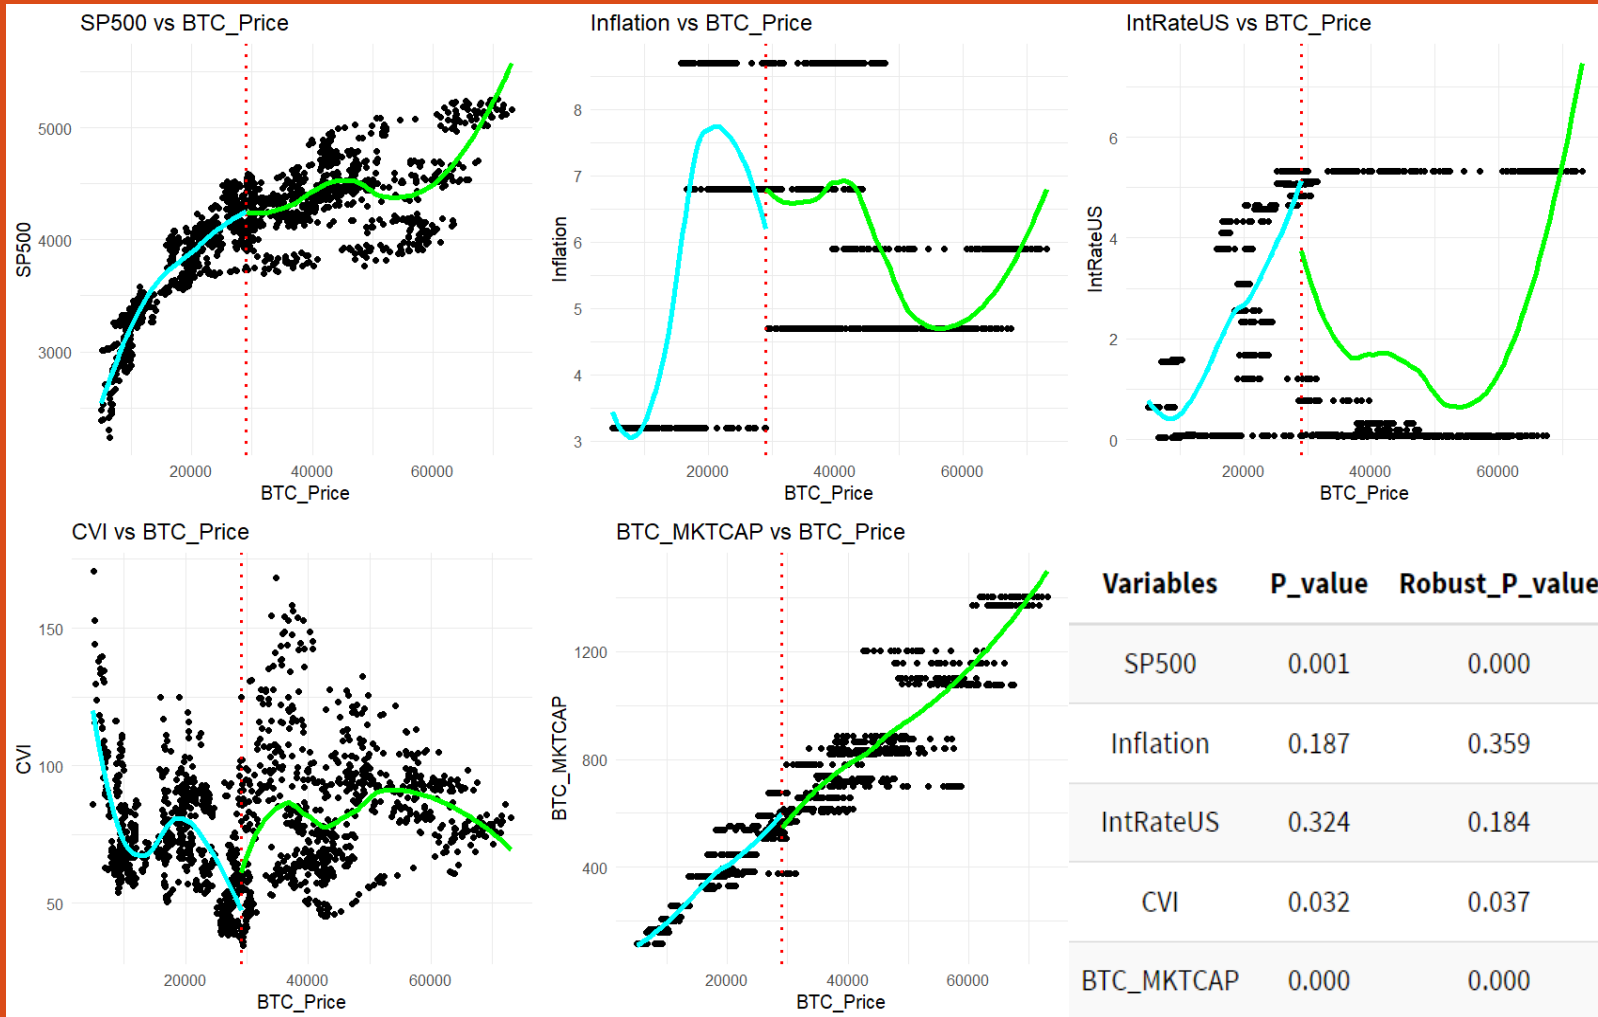 SP500 vs BTC_Price
SP500
5000
4000
3000
20000 40000 60000
BTC_Price
Inflation vs BTC_Price
Inflation
8
7
6
5
4
3
20000 40000 60000
BTC_Price
IntRateUS vs BTC_Price
IntRateUS
6
4
2
0
20000 40000 60000
BTC_Price
CVI vs BTC_Price
CVI
150
100
50
20000 40000 60000
BTC_Price
BTC_MKTCAP vs BTC_Price
BTC_MKTCAP
1200
800
400
20000 40000 60000
BTC_Price
Variables P_value Robust_P_value
SP500 0.001 0.000
Inflation 0.187 0.359
IntRateUS 0.324 0.184
CVI 0.032 0.037
BTC_MKTCAP 0.000 0.000